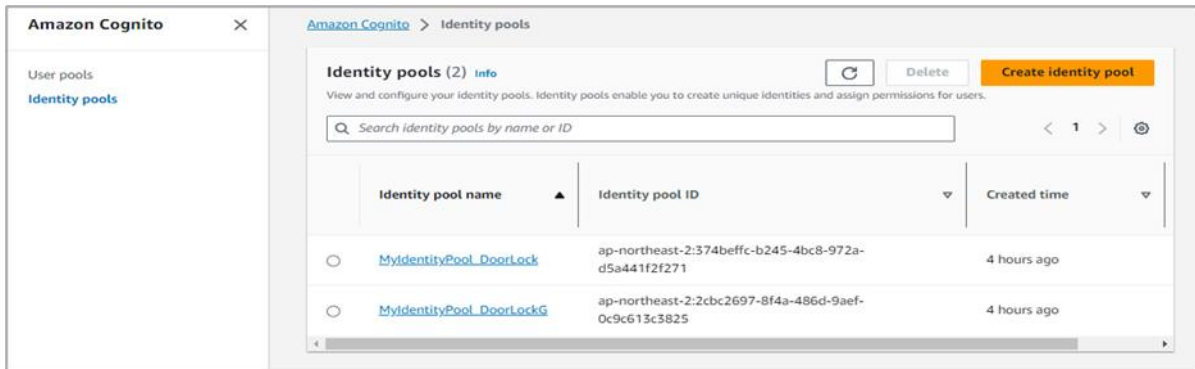 Amazon Cognito
Amazon Cognito > Identity pools
User pools
Identity pools
Identity pools (2) Info
Delete
Create identity pool
View and configure your identity pools. Identity pools enable you to create unique identities and assign permissions for users.
Search identity pools by name or ID
1
Identity pool name
Identity pool ID
Created time
MyIdentityPool_DoorLock
ap-northeast-2:374beffc-b245-4bc8-972a-
d5a441f2f271
4 hours ago
MyIdentityPool_DoorLockG
ap-northeast-2:2cbc2697-8f4a-486d-9aef-
0c9c613c3825
4 hours ago